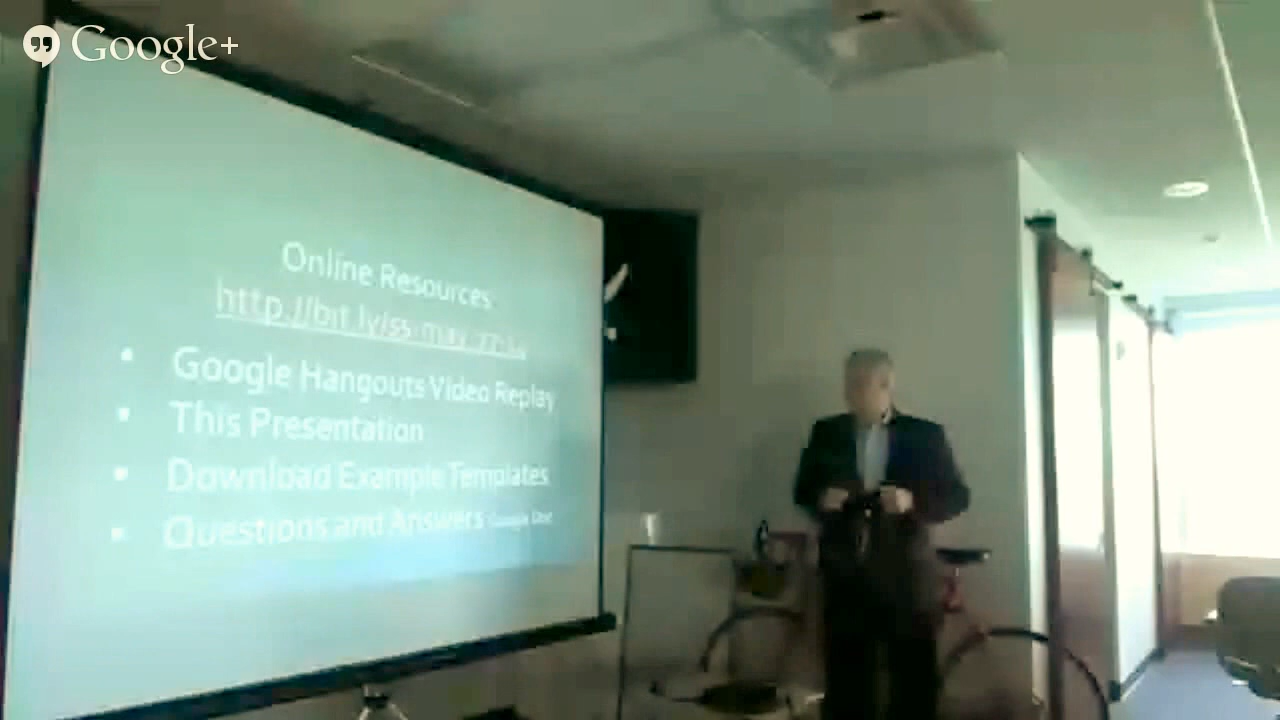 Google+
Online Resources
Google Hangouts Video Replay
This Presentation
Download Example Templates
Questions and Answers